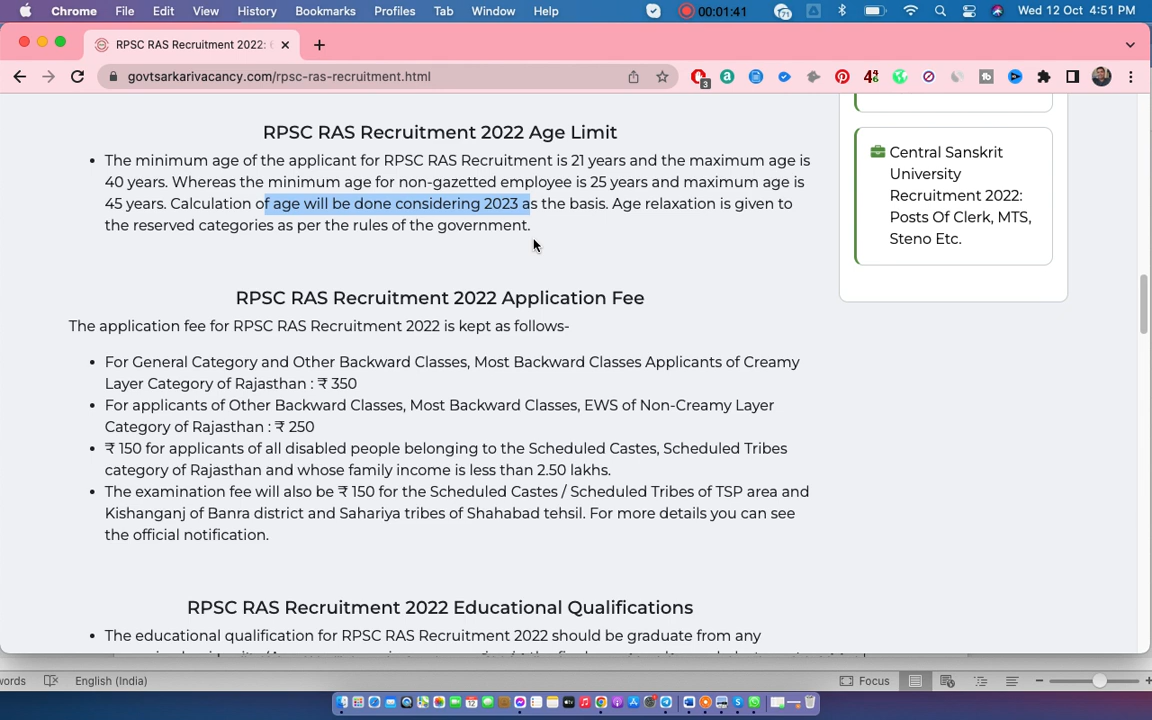 Chrome File Edit View History Bookmarks Profiles Tab Window Help 00:01:41 71 Wed 12 Oct 4:51 PM
RPSC RAS Recruitment 2022:
govtsarkarivacancy.com/rpsc-ras-recruitment.html
3
RPSC RAS Recruitment 2022 Age Limit
• The minimum age of the applicant for RPSC RAS Recruitment is 21 years and the maximum age is
40 years. Whereas the minimum age for non-gazetted employee is 25 years and maximum age is
45 years. Calculation of age will be done considering 2023 as the basis. Age relaxation is given to
the reserved categories as per the rules of the government.
RPSC RAS Recruitment 2022 Application Fee
The application fee for RPSC RAS Recruitment 2022 is kept as follows-
• For General Category and Other Backward Classes, Most Backward Classes Applicants of Creamy
Layer Category of Rajasthan : ₹ 350
• For applicants of Other Backward Classes, Most Backward Classes, EWS of Non-Creamy Layer
Category of Rajasthan : ₹ 250
• ₹ 150 for applicants of all disabled people belonging to the Scheduled Castes, Scheduled Tribes
category of Rajasthan and whose family income is less than 2.50 lakhs.
• The examination fee will also be ₹ 150 for the Scheduled Castes / Scheduled Tribes of TSP area and
Kishanganj of Banra district and Sahariya tribes of Shahabad tehsil. For more details you can see
the official notification.
RPSC RAS Recruitment 2022 Educational Qualifications
• The educational qualification for RPSC RAS Recruitment 2022 should be graduate from any
Central Sanskrit
University
Recruitment 2022:
Posts Of Clerk, MTS,
Steno Etc.
words English (India) Focus